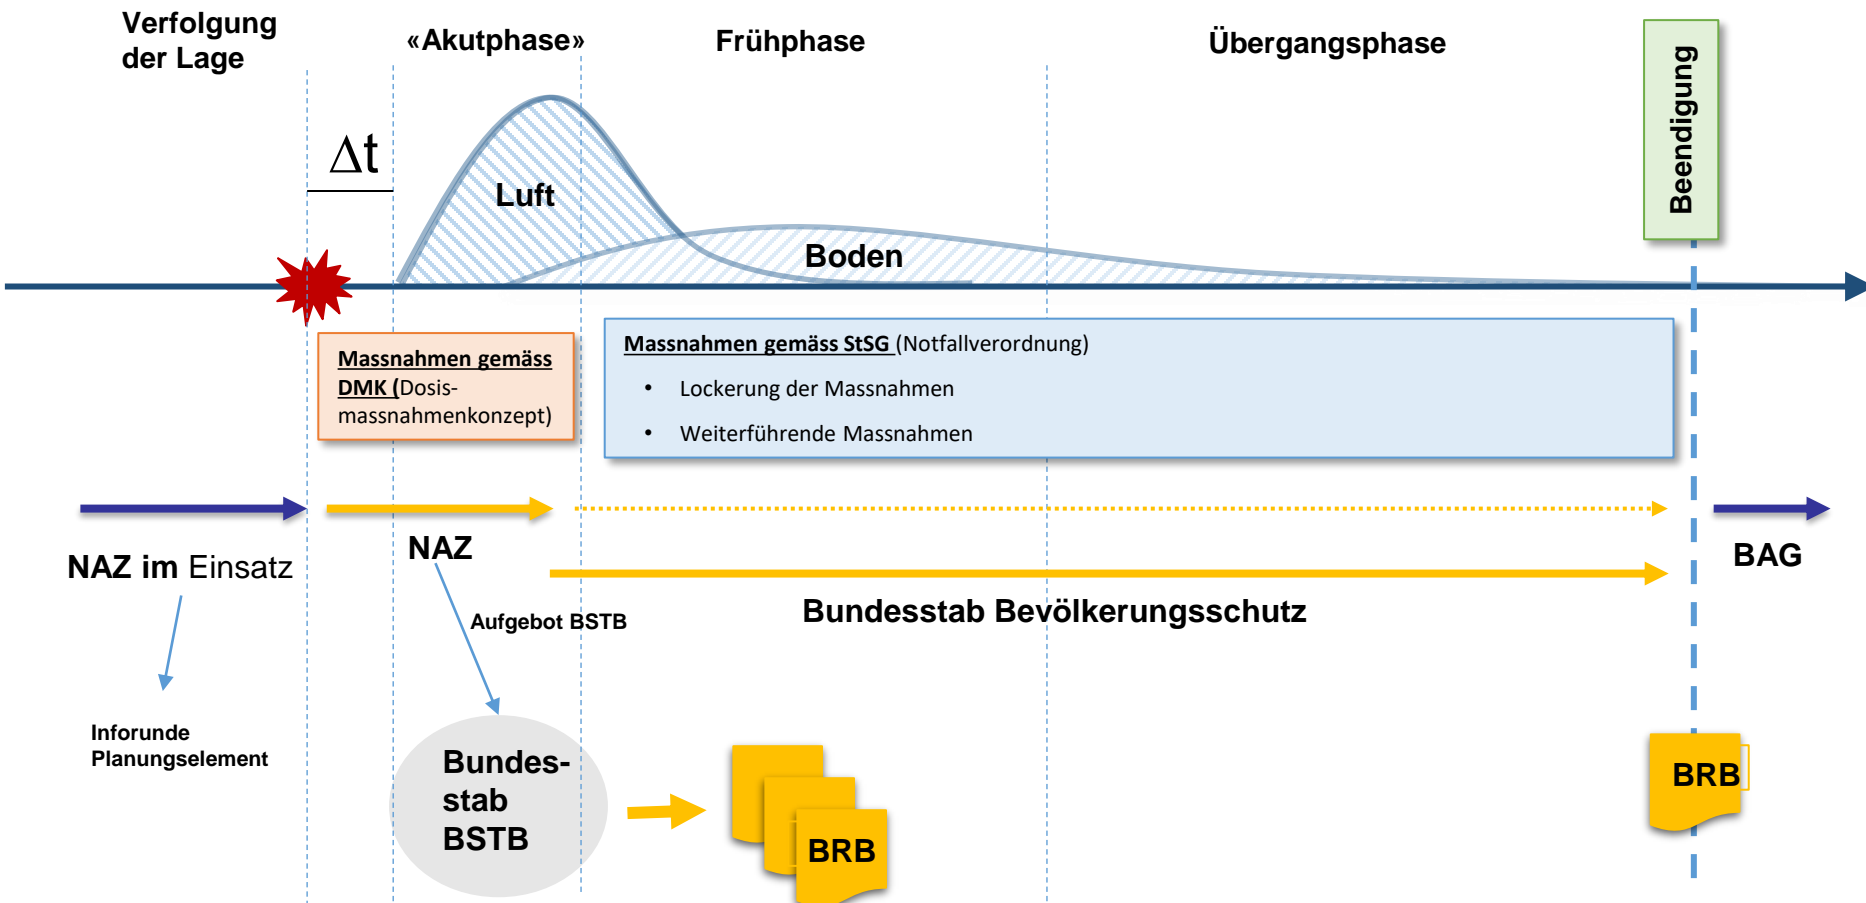 Verfolgung
der Lage
«Akutphase»
Frühphase
Übergangsphase
Beendigung
Δt
Luft
Boden
Massnahmen gemäss
DMK (Dosis-
massnahmenkonzept)
Massnahmen gemäss StSG (Notfallverordnung)
• Lockerung der Massnahmen
• Weiterführende Massnahmen
NAZ im Einsatz
NAZ
BAG
Aufgebot BSTB
Bundesstab Bevölkerungsschutz
Inforunde
Planungselement
Bundes-
stab
BSTB
BRB
BRB